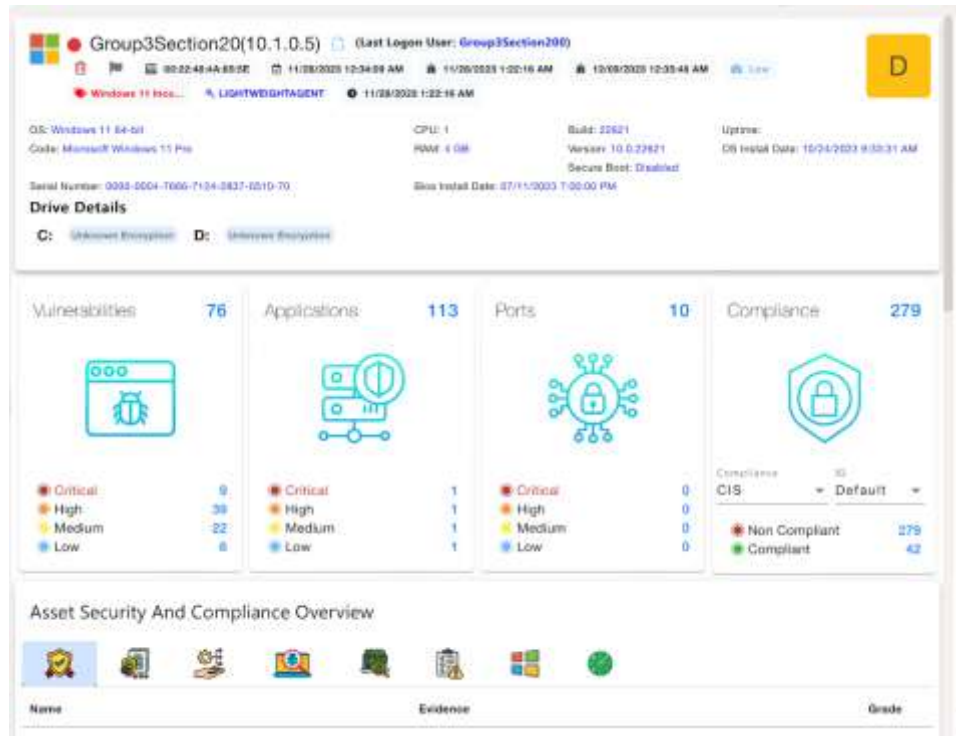 Group3Section20(10.1.0.5) (Last Logon User: Group3Section200)
11/28/2023 12:34:09 AM 11/28/2023 1:22:16 AM 12/09/2023 12:35:48 AM Low
D
Windows 11 Inco... LIGHTWEIGHTAGENT 11/28/2023 1:22:16 AM
OS: Windows 11 64-bit CPU: 1 Build: 22621 Uptime:
Code: Microsoft Windows 11 Pro RAM: 4 GB Version: 10.0.22621 OS Install Date: 10/24/2023 9:33:31 AM
Secure Boot: Disabled
Serial Number: Bios Install Date: 07/11/2023 7:00:00 PM
Drive Details
C: Unknown Encryption D: Unknown Encryption
Vulnerabilities 76 Applications 113 Ports 10 Compliance 279
Compliance IG
CIS Default
Critical 9 Critical 1 Critical 0
High 39 High 1 High 0
Medium 22 Medium 1 Medium 0 Non Compliant 279
Low 6 Low 1 Low 0 Compliant 42
Asset Security And Compliance Overview
Name Evidence Grade